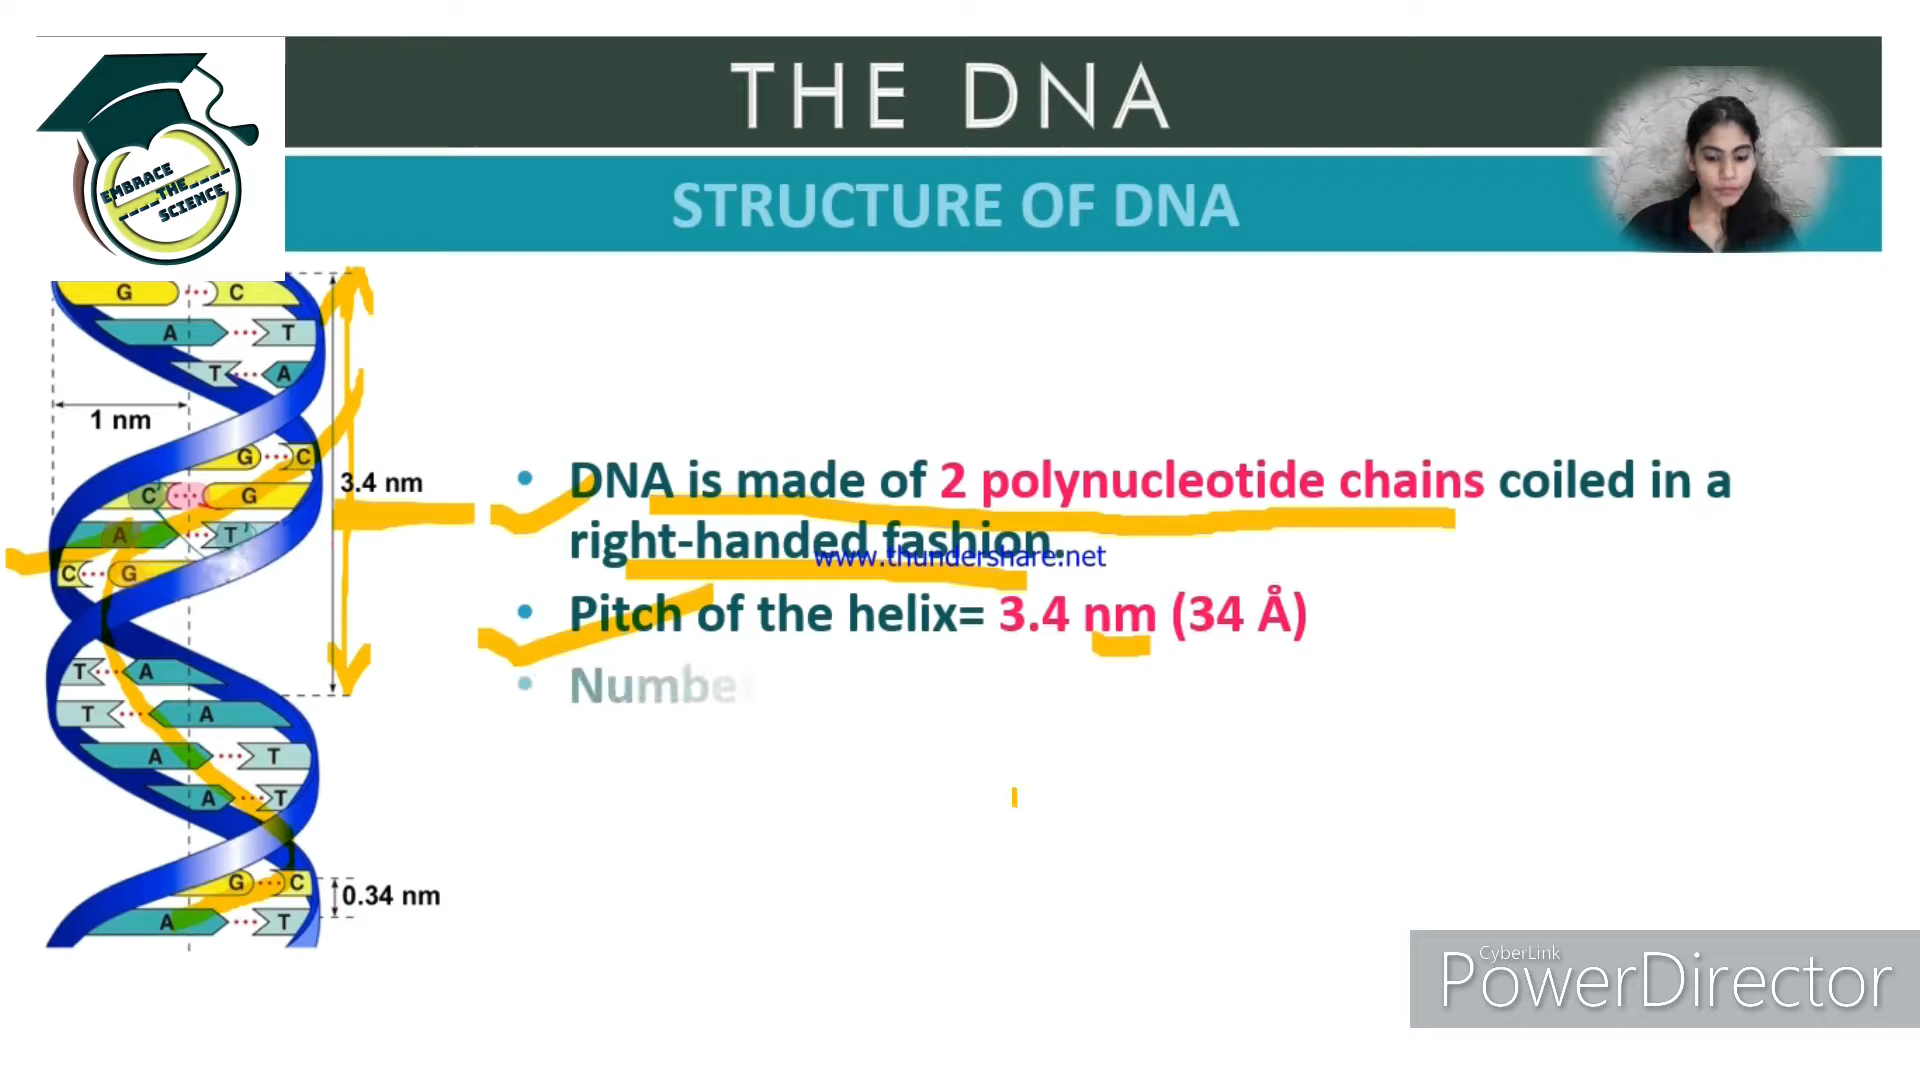 THE DNA
EMBRACE
THE
SCIENCE
STRUCTURE OF DNA
G C
A T
T A
1 nm
G C
C G
3.4 nm
A T
C G
T A
T A
A T
A T
G C
0.34 nm
A T
• DNA is made of 2 polynucleotide chains coiled in a
right-handed fashion.
www.thundershare.net
• Pitch of the helix= 3.4 nm (34 Å)
• Numbe
CyberLink
PowerDirector